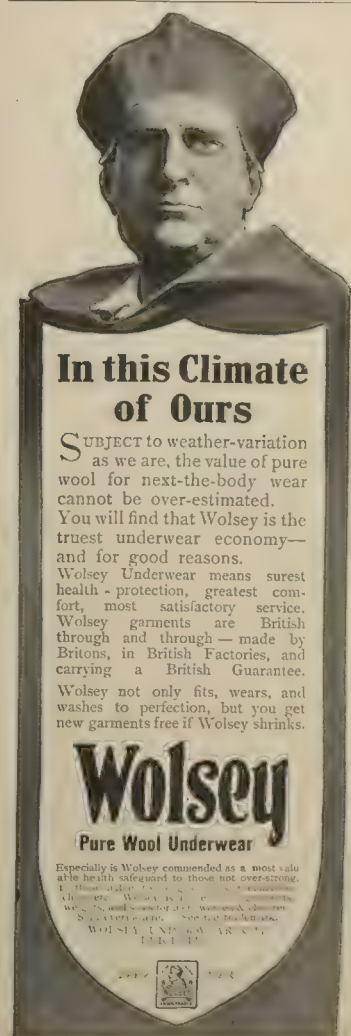 In this Climate
of Ours
SUBJECT to weather-variation
as we are, the value of pure
wool for next-the-body wear
cannot be over-estimated.
You will find that Wolsey is the
truest underwear economy—
and for good reasons.
Wolsey Underwear means surest
health - protection, greatest com-
fort, most satisfactory service.
Wolsey garments are British
through and through — made by
Britons, in British Factories, and
carrying a British Guarantee.
Wolsey not only fits, wears, and
washes to perfection, but you get
new garments free if Wolsey shrinks.
Wolsey
Pure Wool Underwear
Especially is Wolsey commended as a most valu
able health safeguard to those not over-strong.